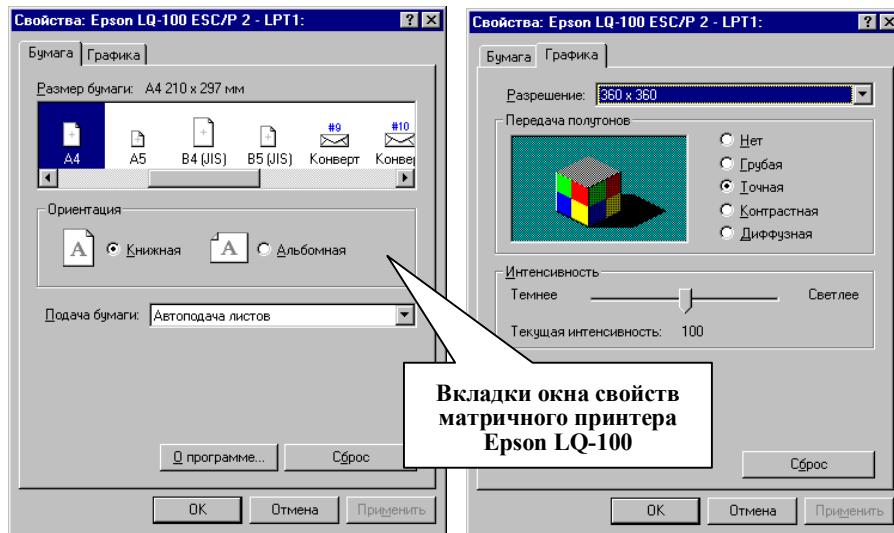 Свойства: Epson LQ-100 ESC/P 2 - LPT1:
Бумага
Графика
Размер бумаги: A4 210 x 297 мм
A4
A5
B4 (JIS)
B5 (JIS)
#9
Конверт
#10
Конвер
Ориентация
A
Книжная
A
Альбомная
Подача бумаги:
Автоподача листов
О программе...
Сброс
OK
Отмена
Применить
Свойства: Epson LQ-100 ESC/P 2 - LPT1:
Бумага
Графика
Разрешение:
360 x 360
Передача полутонов
Нет
Грубая
Точная
Контрастная
Диффузная
Интенсивность
Темнее
Светлее
Текущая интенсивность: 100
Сброс
OK
Отмена
Применить
Вкладки окна свойств
матричного принтера
Epson LQ-100